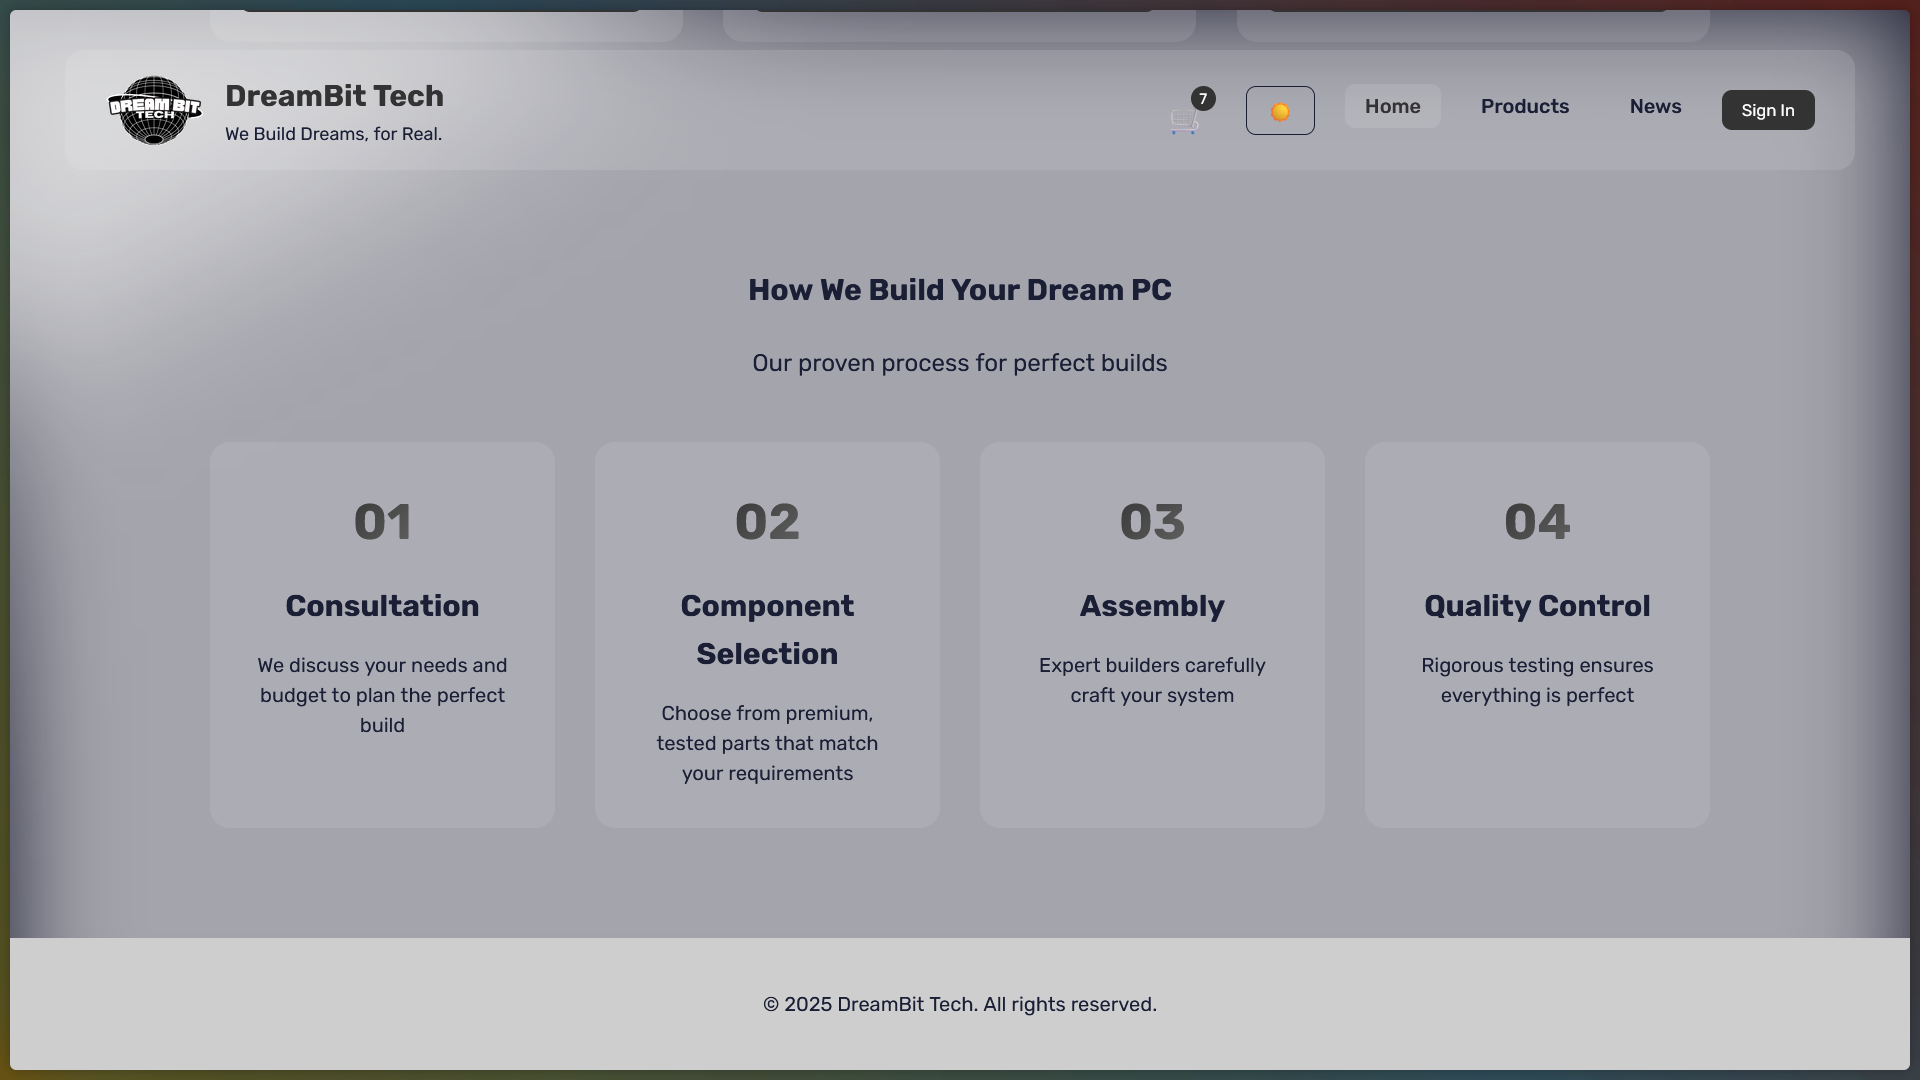 DREAM BIT
TECH
DreamBit Tech
We Build Dreams, for Real.
7
Home
Products
News
Sign In
How We Build Your Dream PC
Our proven process for perfect builds
01
Consultation
We discuss your needs and
budget to plan the perfect
build
02
Component
Selection
Choose from premium,
tested parts that match
your requirements
03
Assembly
Expert builders carefully
craft your system
04
Quality Control
Rigorous testing ensures
everything is perfect
© 2025 DreamBit Tech. All rights reserved.